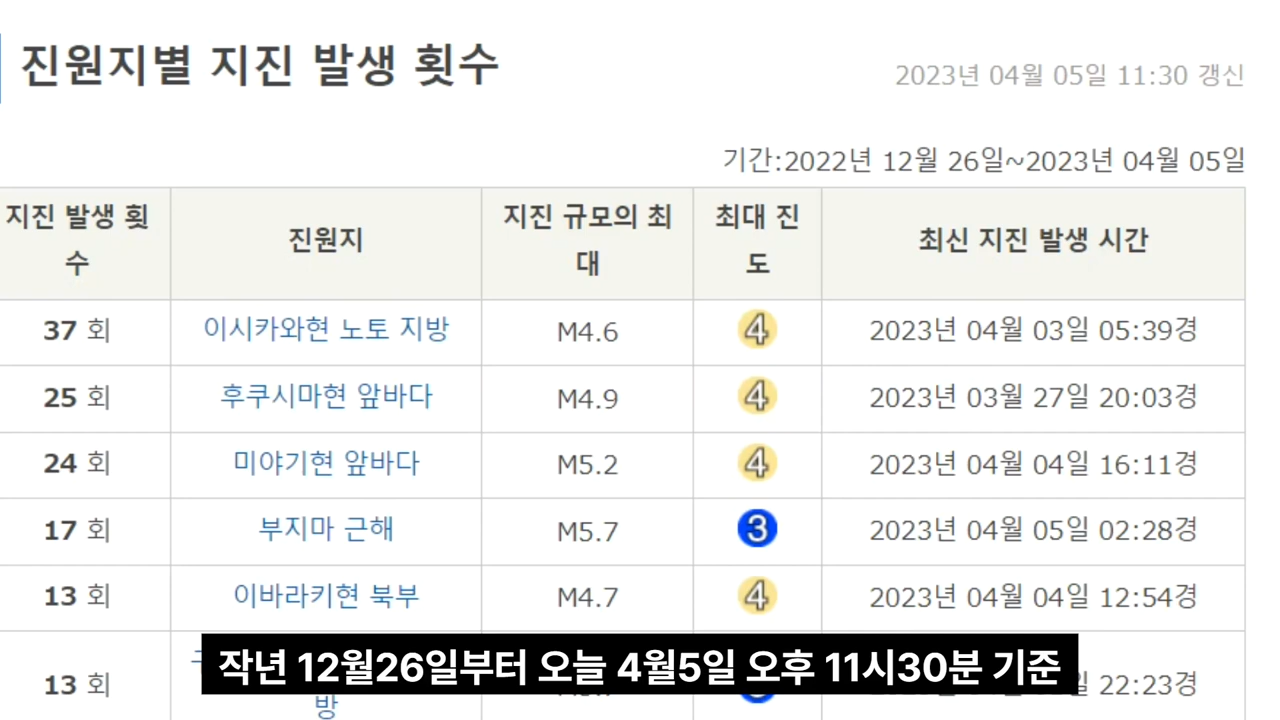 진원지별 지진 발생 횟수
2023년 04월 05일 11:30 갱신
기간:2022년 12월 26일~2023년 04월 05일
지진 발생 횟수 진원지 지진 규모의 최대 최대 진도 최신 지진 발생 시간
37 회 이시카와현 노토 지방 M4.6 4 2023년 04월 03일 05:39경
25 회 후쿠시마현 앞바다 M4.9 4 2023년 03월 27일 20:03경
24 회 미야기현 앞바다 M5.2 4 2023년 04월 04일 16:11경
17 회 부지마 근해 M5.7 3 2023년 04월 05일 02:28경
13 회 이바라키현 북부 M4.7 4 2023년 04월 04일 12:54경
13 회 방 22:23경
작년 12월26일부터 오늘 4월5일 오후 11시30분 기준